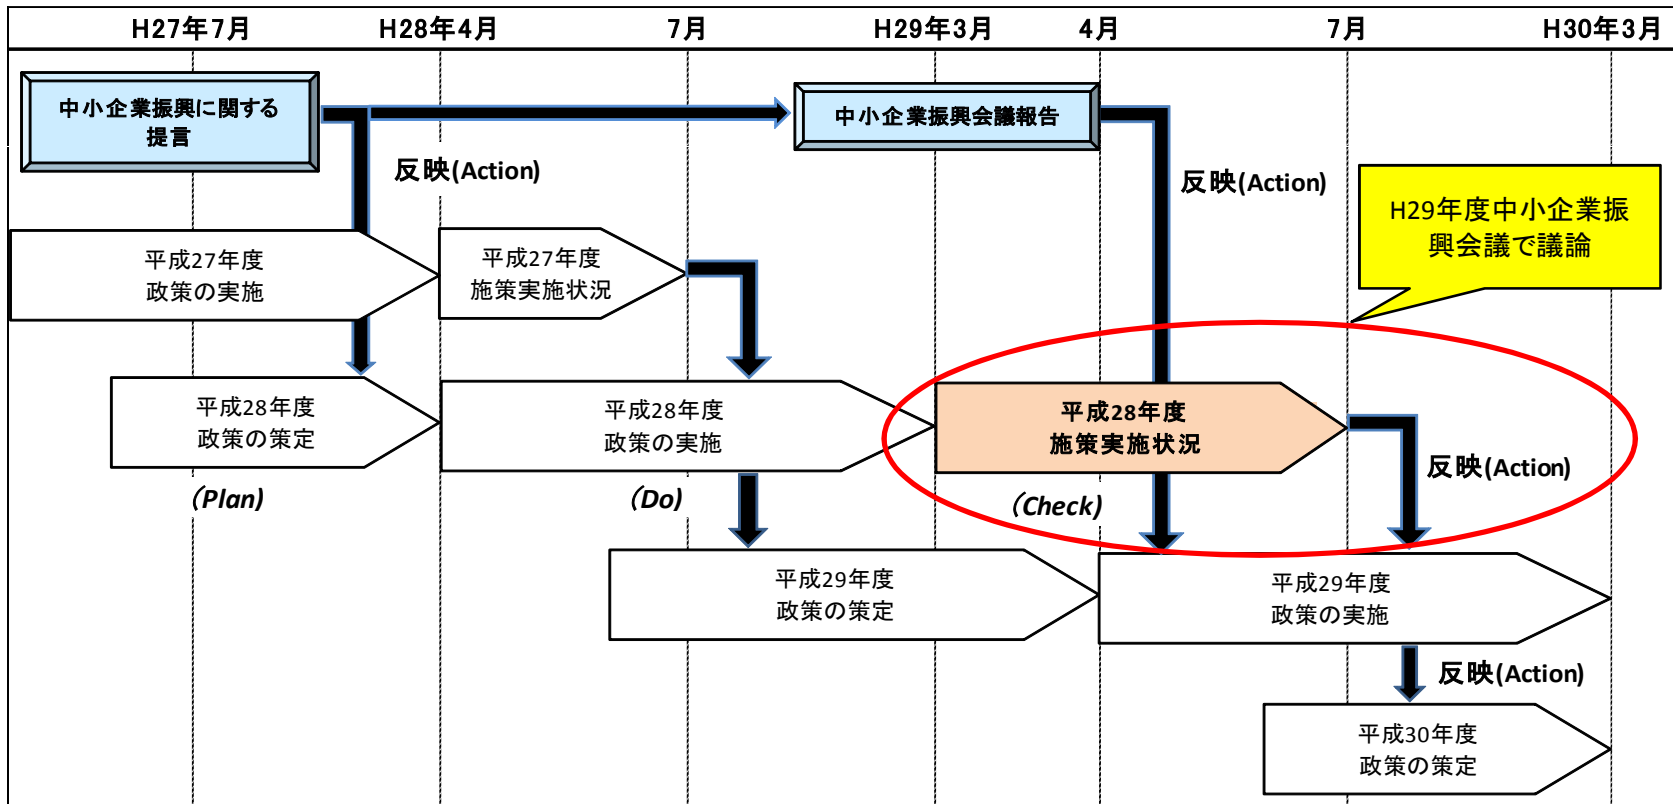 H27年7月
H28年4月
7月
H29年3月
4月
7月
H30年3月
中小企業振興に関する
提言
中小企業振興会議報告
反映(Action)
反映(Action)
H29年度中小企業振
興会議で議論
平成27年度
政策の実施
平成27年度
施策実施状況
平成28年度
政策の策定
平成28年度
政策の実施
平成28年度
施策実施状況
反映(Action)
（Plan)
（Do)
（Check)
平成29年度
政策の策定
平成29年度
政策の実施
反映(Action)
平成30年度
政策の策定